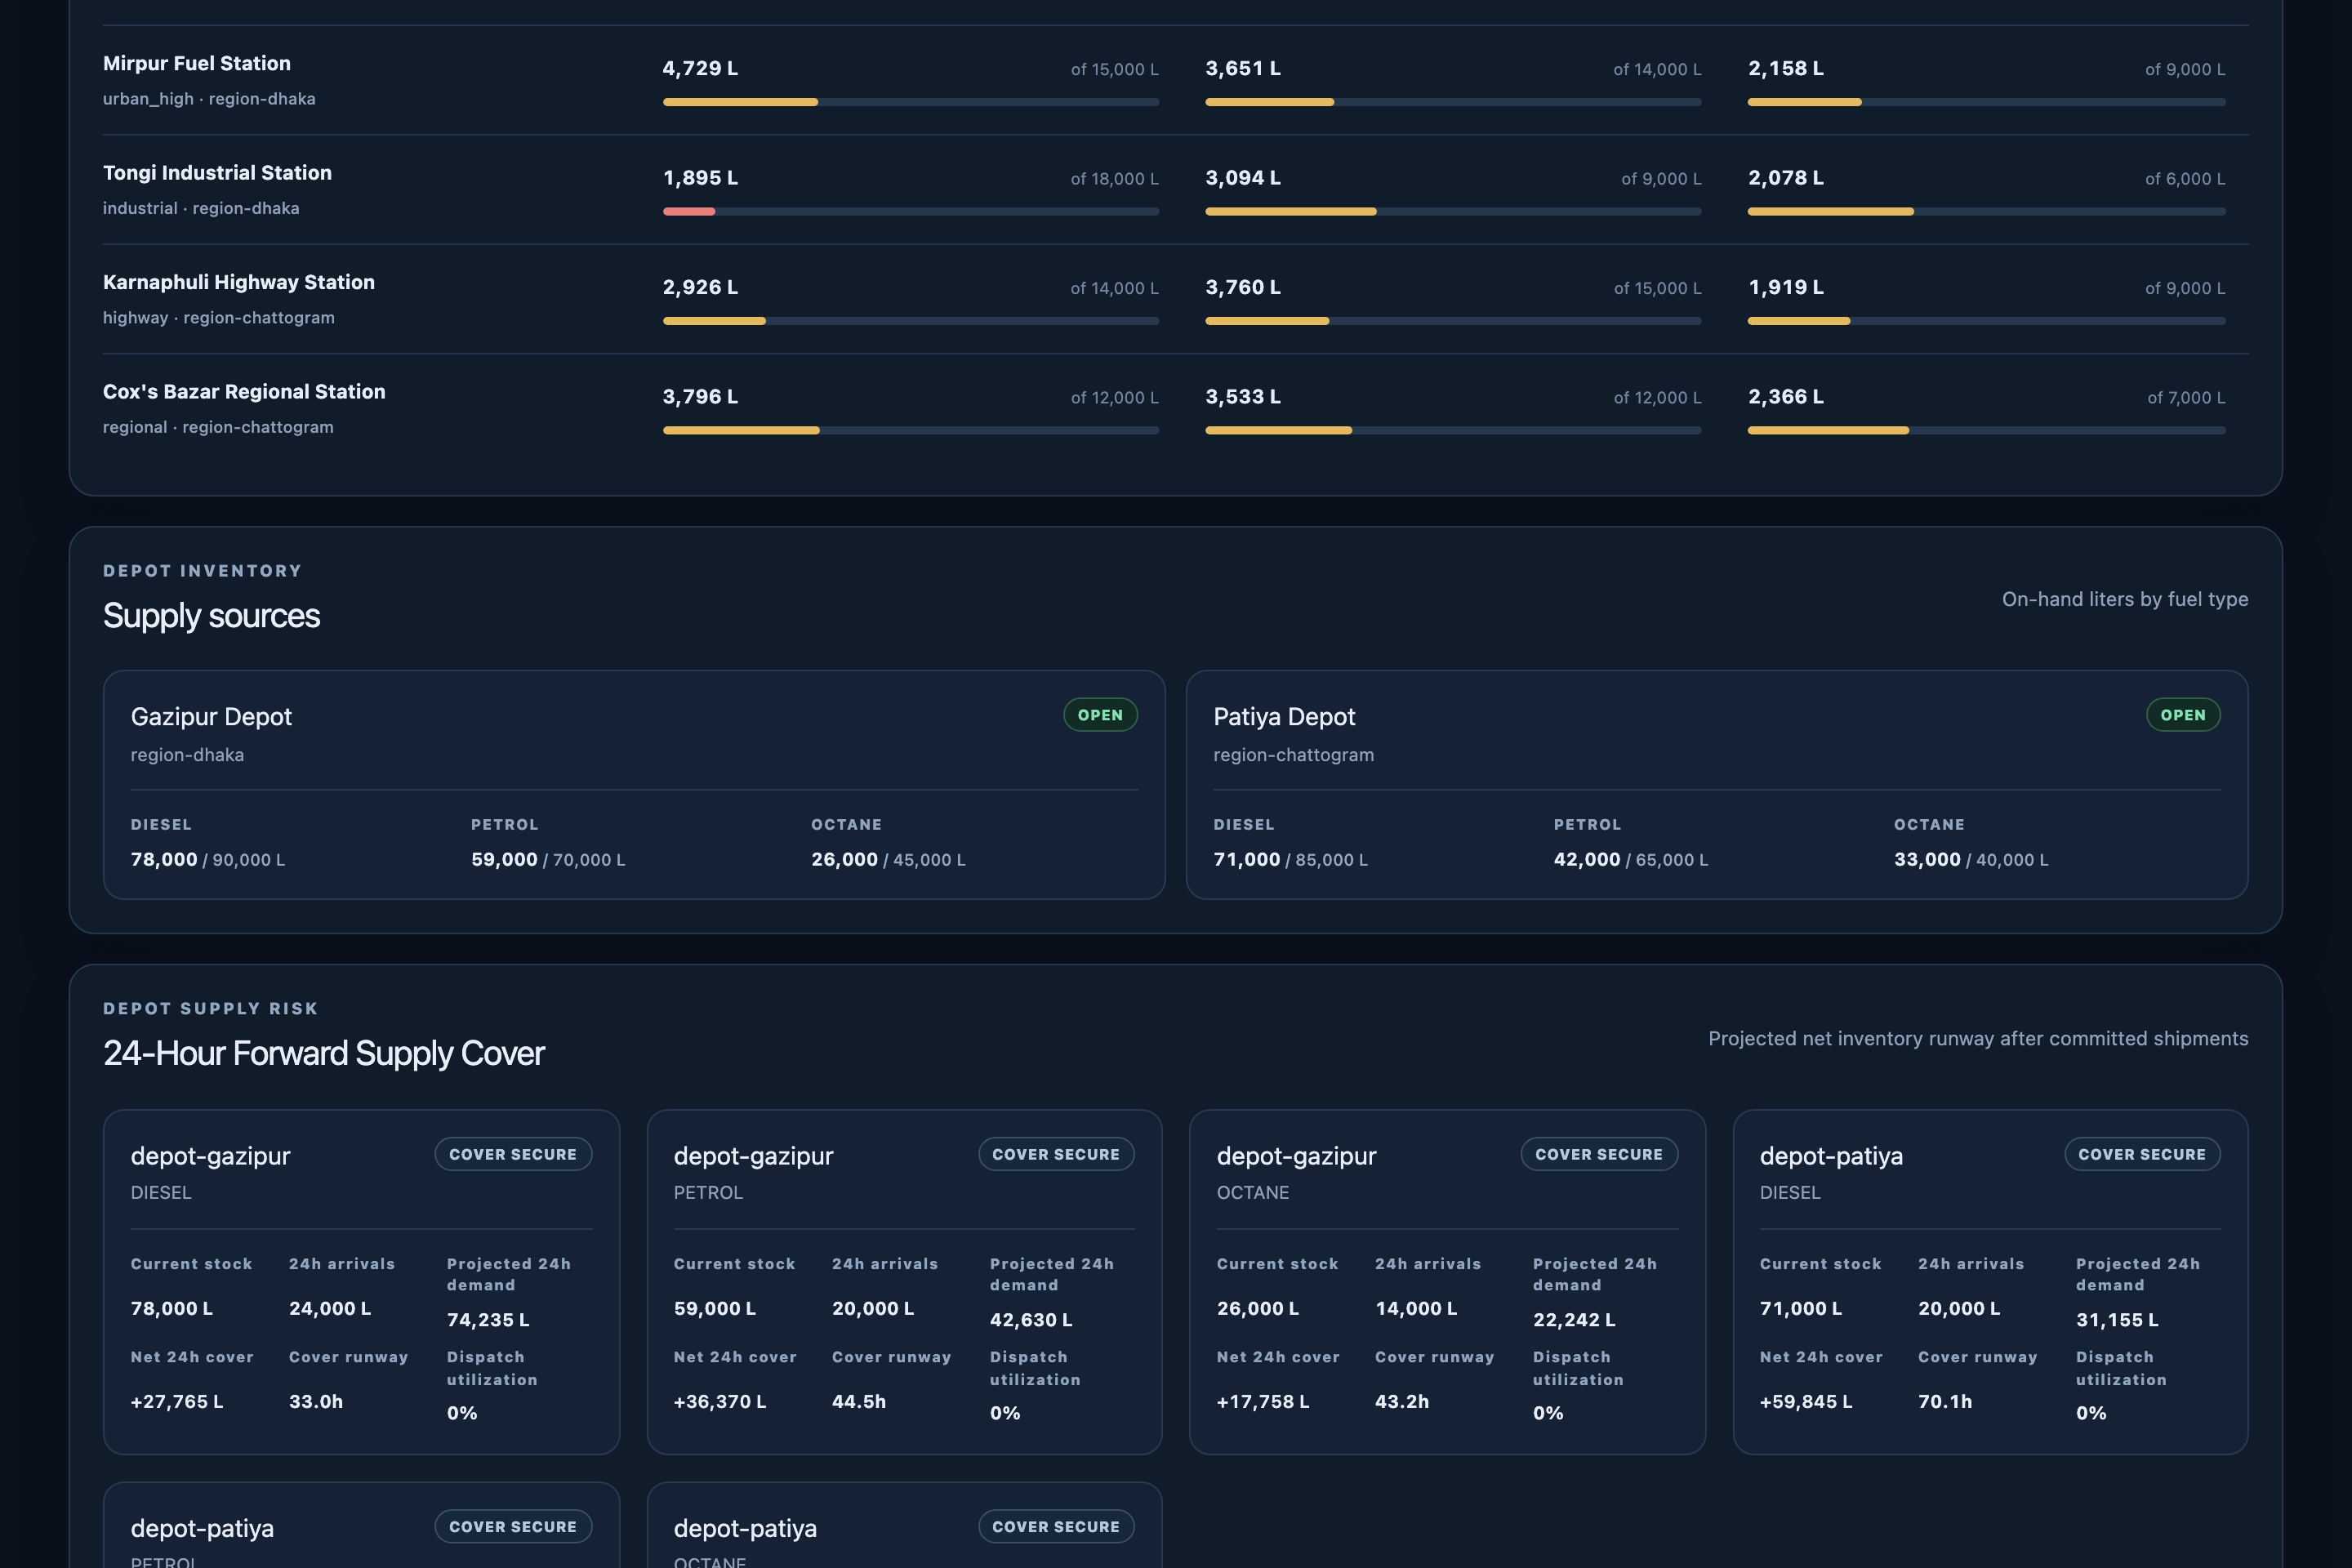 Mirpur Fuel Station
urban_high · region-dhaka
4,729 L of 15,000 L
3,651 L of 14,000 L
2,158 L of 9,000 L
Tongi Industrial Station
industrial · region-dhaka
1,895 L of 18,000 L
3,094 L of 9,000 L
2,078 L of 6,000 L
Karnaphuli Highway Station
highway · region-chattogram
2,926 L of 14,000 L
3,760 L of 15,000 L
1,919 L of 9,000 L
Cox's Bazar Regional Station
regional · region-chattogram
3,796 L of 12,000 L
3,533 L of 12,000 L
2,366 L of 7,000 L
DEPOT INVENTORY
Supply sources
On-hand liters by fuel type
Gazipur Depot
OPEN
region-dhaka
DIESEL
78,000 / 90,000 L
PETROL
59,000 / 70,000 L
OCTANE
26,000 / 45,000 L
Patiya Depot
OPEN
region-chattogram
DIESEL
71,000 / 85,000 L
PETROL
42,000 / 65,000 L
OCTANE
33,000 / 40,000 L
DEPOT SUPPLY RISK
24-Hour Forward Supply Cover
Projected net inventory runway after committed shipments
depot-gazipur
COVER SECURE
DIESEL
Current stock
78,000 L
24h arrivals
24,000 L
Projected 24h
demand
74,235 L
Net 24h cover
+27,765 L
Cover runway
33.0h
Dispatch
utilization
0%
depot-gazipur
COVER SECURE
PETROL
Current stock
59,000 L
24h arrivals
20,000 L
Projected 24h
demand
42,630 L
Net 24h cover
+36,370 L
Cover runway
44.5h
Dispatch
utilization
0%
depot-gazipur
COVER SECURE
OCTANE
Current stock
26,000 L
24h arrivals
14,000 L
Projected 24h
demand
22,242 L
Net 24h cover
+17,758 L
Cover runway
43.2h
Dispatch
utilization
0%
depot-patiya
COVER SECURE
DIESEL
Current stock
71,000 L
24h arrivals
20,000 L
Projected 24h
demand
31,155 L
Net 24h cover
+59,845 L
Cover runway
70.1h
Dispatch
utilization
0%
depot-patiya
COVER SECURE
PETROL
depot-patiya
COVER SECURE
OCTANE